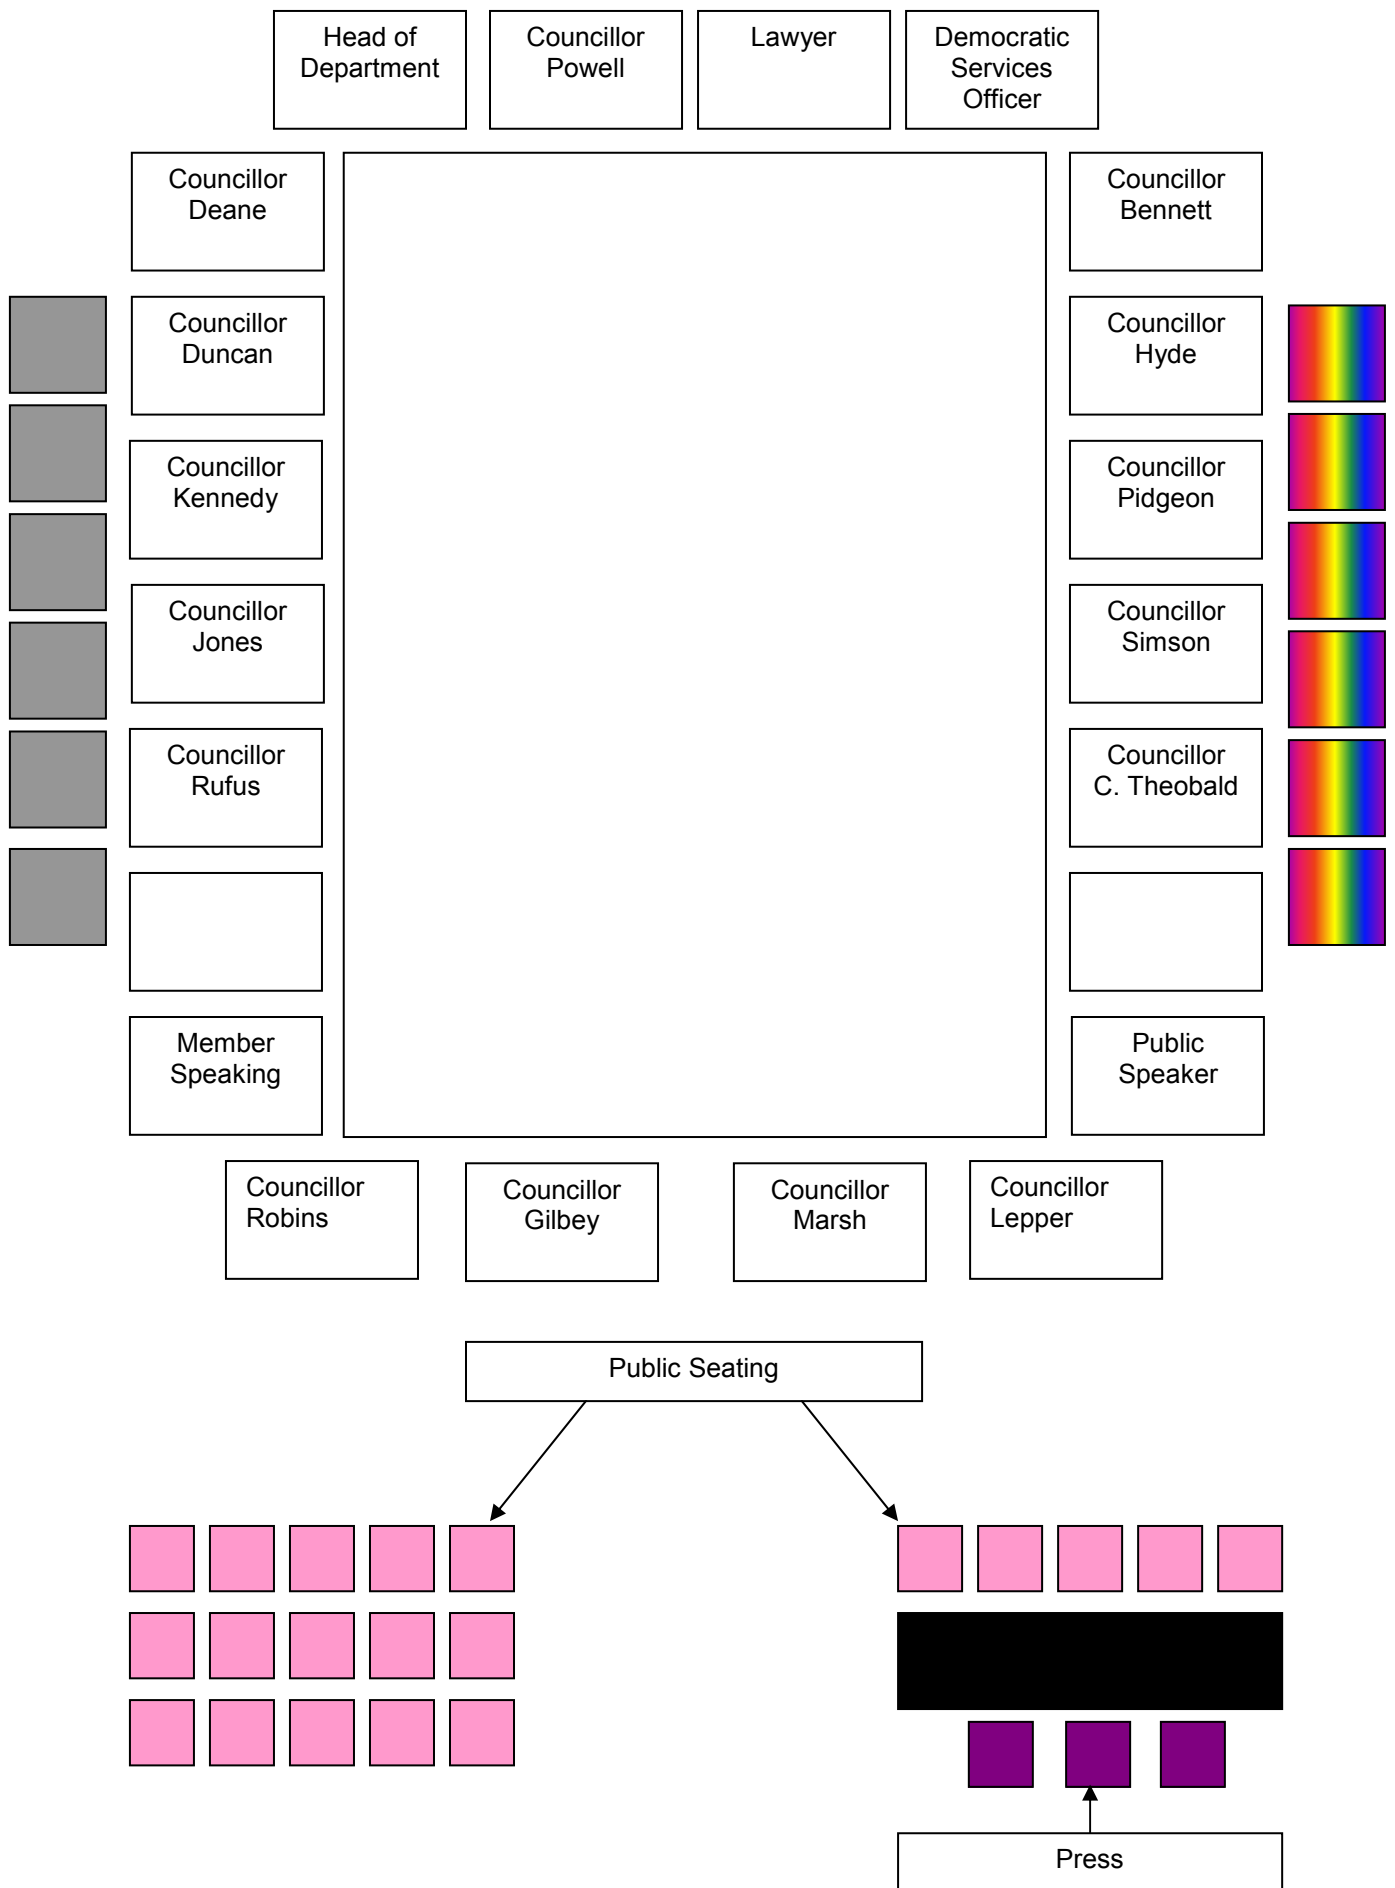 Head of
Department
Councillor
Powell
Lawyer
Democratic
Services
Officer
Councillor
Deane
Councillor
Bennett
Councillor
Duncan
Councillor
Hyde
Councillor
Kennedy
Councillor
Pidgeon
Councillor
Jones
Councillor
Simson
Councillor
Rufus
Councillor
C. Theobald
Member
Speaking
Public
Speaker
Councillor
Robins
Councillor
Gilbey
Councillor
Marsh
Councillor
Lepper
Public Seating
Press